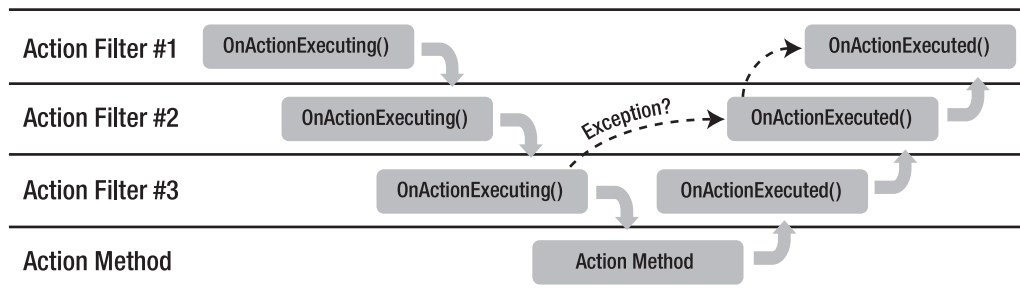 Action Filter #1 OnActionExecuting() OnActionExecuted()
Action Filter #2 OnActionExecuting() Exception? OnActionExecuted()
Action Filter #3 OnActionExecuting() OnActionExecuted()
Action Method Action Method